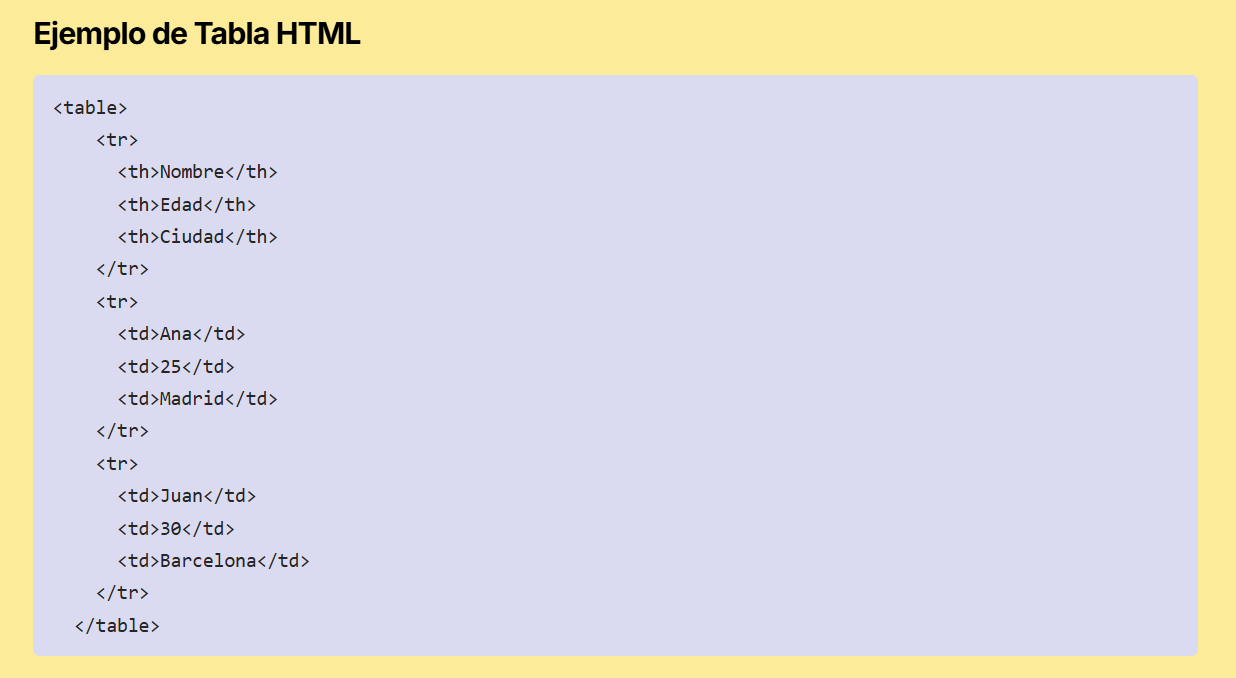 Ejemplo de Tabla HTML
<table>
    <tr>
      <th>Nombre</th>
      <th>Edad</th>
      <th>Ciudad</th>
    </tr>
    <tr>
      <td>Ana</td>
      <td>25</td>
      <td>Madrid</td>
    </tr>
    <tr>
      <td>Juan</td>
      <td>30</td>
      <td>Barcelona</td>
    </tr>
  </table>